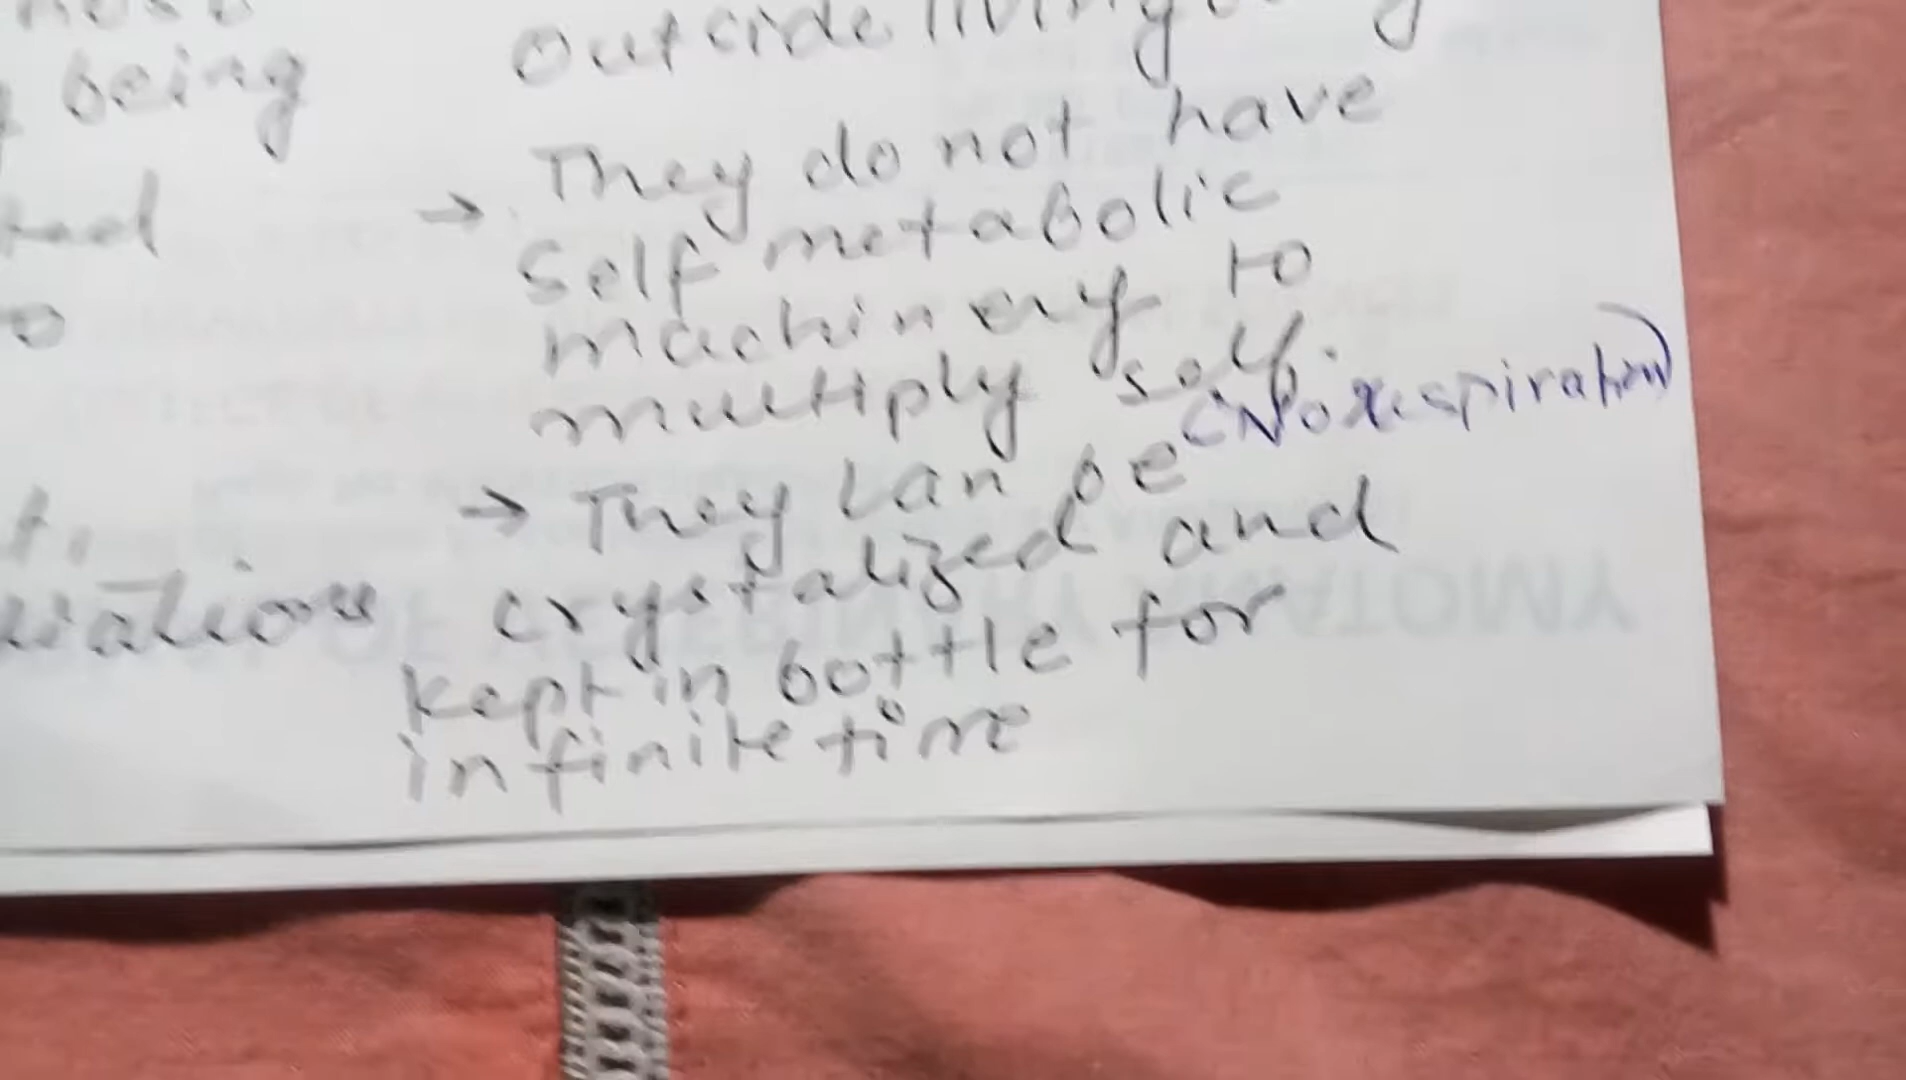 being
outside living
→ They do not have
self metabolic
machinery to
multiply self.
(No respiration)
→ They can be
crystalized and
kept in bottle for
infinite time